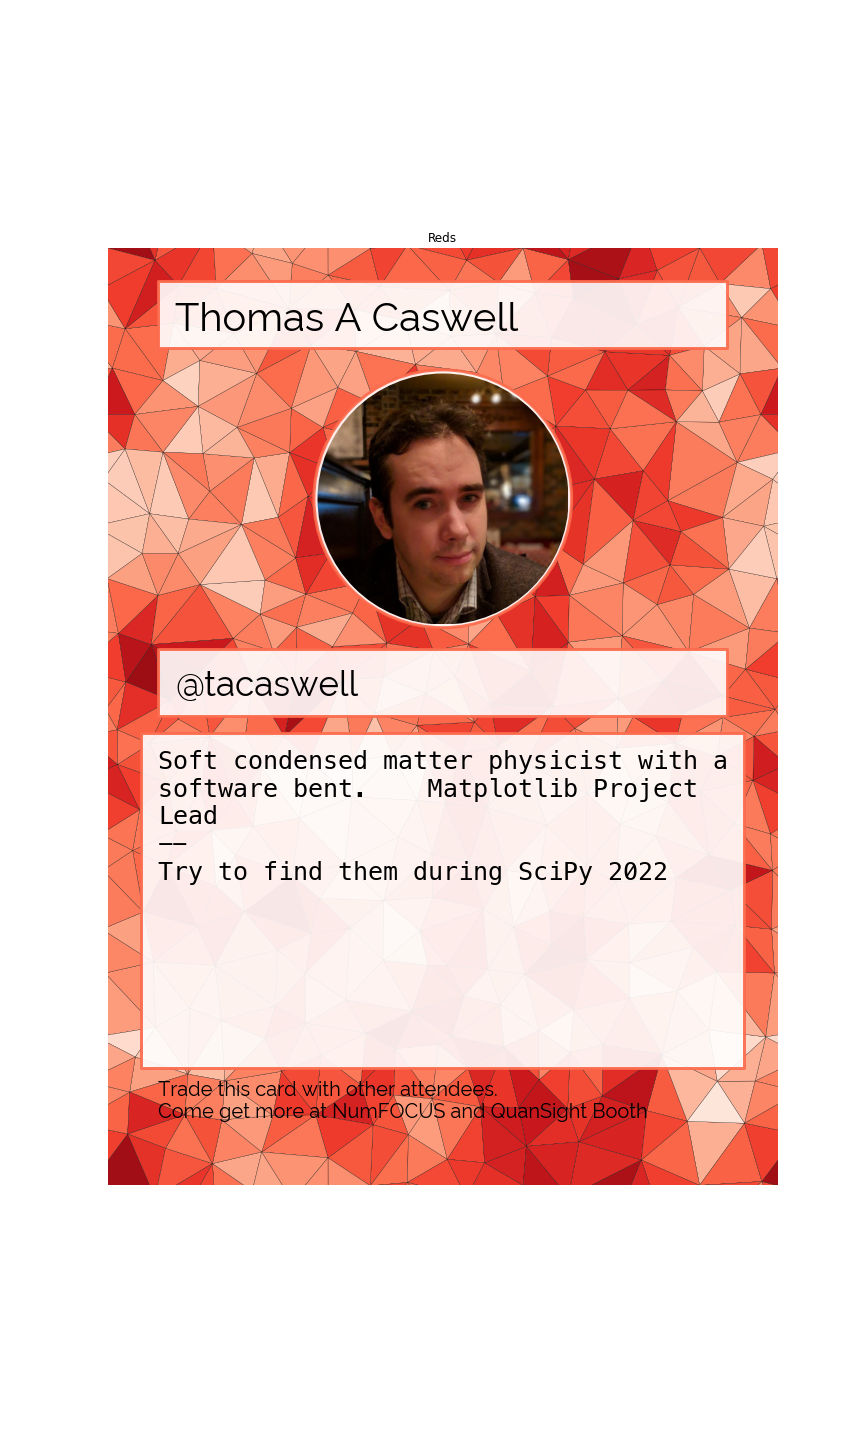 Reds
Thomas A Caswell
@tacaswell
Soft condensed matter physicist with a
software bent.    Matplotlib Project
Lead
——
Try to find them during SciPy 2022
Trade this card with other attendees.
Come get more at NumFOCUS and QuanSight Booth